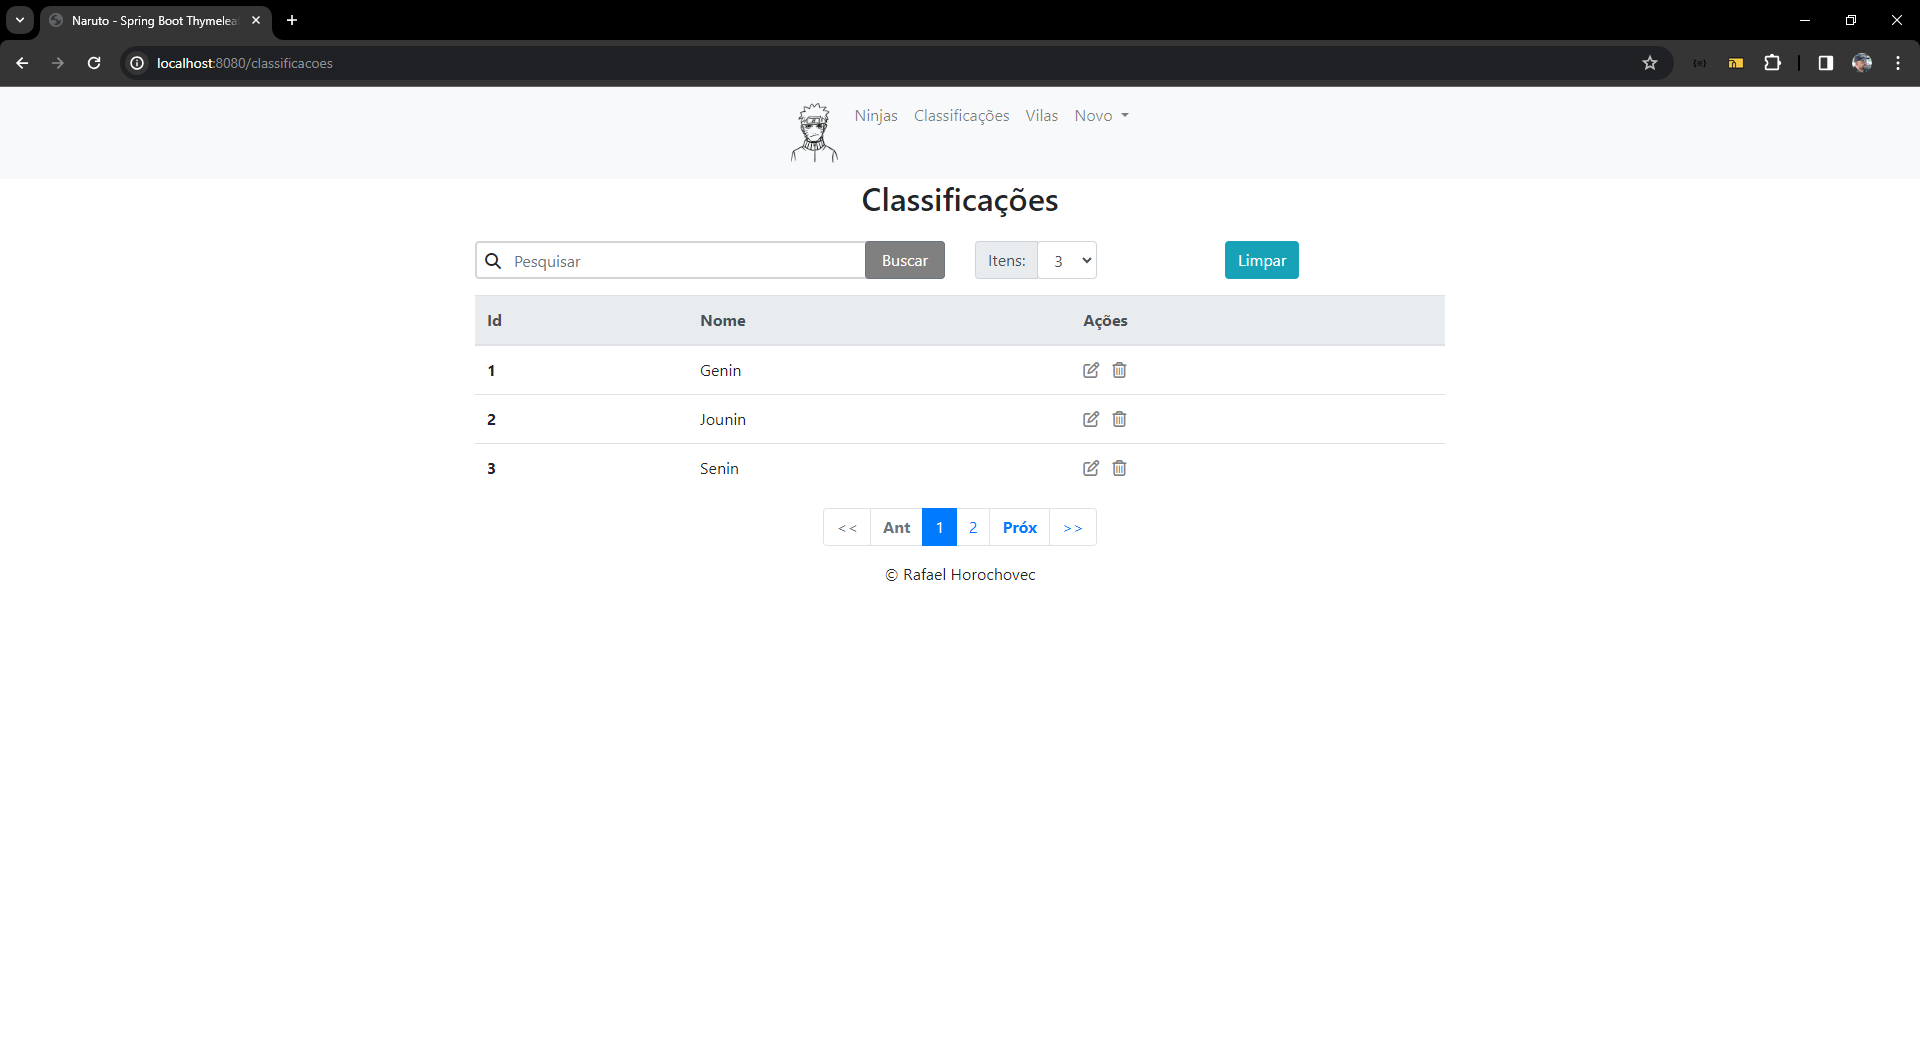 Naruto - Spring Boot Thymelea
localhost:8080/classificacoes
Ninjas Classificações Vilas Novo
Classificações
Pesquisar Buscar Itens: 3 Limpar
Id Nome Ações
1 Genin
2 Jounin
3 Senin
<< Ant 1 2 Próx >>
© Rafael Horochovec